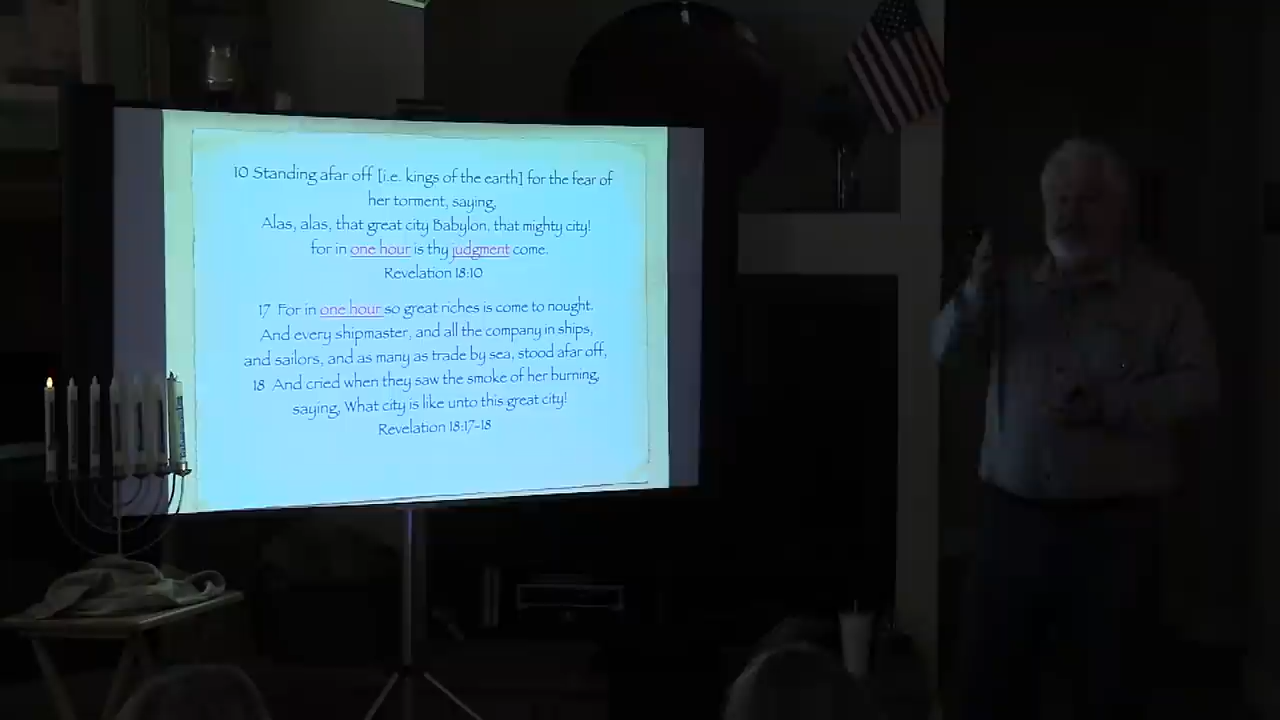 10 Standing afar off [i.e. kings of the earth] for the fear of
her torment, saying,
Alas, alas, that great city Babylon, that mighty city!
for in one hour is thy judgment come.
Revelation 18:10
17 For in one hour so great riches is come to nought.
And every shipmaster, and all the company in ships,
and sailors, and as many as trade by sea, stood afar off,
18 And cried when they saw the smoke of her burning,
saying, What city is like unto this great city!
Revelation 18:17-18